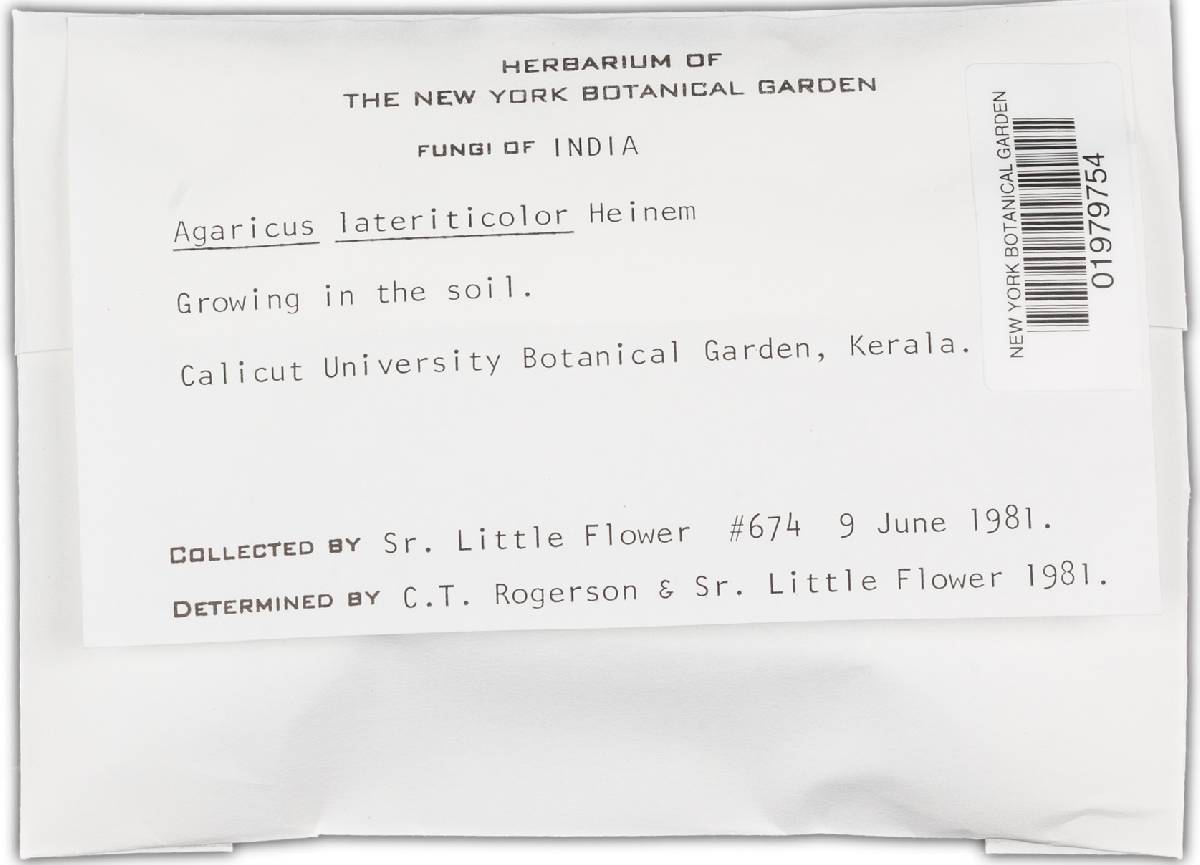 HERBARIUM OF
THE NEW YORK BOTANICAL GARDEN
FUNGI OF INDIA
Agaricus lateriticolor Heinem
Growing in the soil.
Calicut University Botanical Garden, Kerala.
COLLECTED BY Sr. Little Flower #674 9 June 1981.
DETERMINED BY C.T. Rogerson & Sr. Little Flower 1981.
NEW YORK BOTANICAL GARDEN
01979754